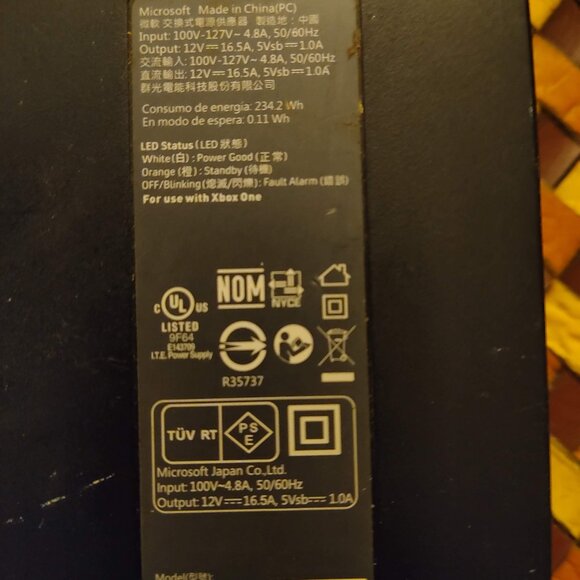 Microsoft Made in China(PC)
微軟 交換式電源供應器 製造地：中國
Input: 100V-127V~ 4.8A, 50/60Hz
Output: 12V⎓16.5A, 5Vsb⎓1.0A
交流輸入: 100V-127V~ 4.8A, 50/60Hz
直流輸出: 12V⎓16.5A, 5Vsb⎓1.0A
群光電能科技股份有限公司
Consumo de energía: 234.2 Wh
En modo de espera: 0.11 Wh
LED Status (LED 狀態)
White(白) : Power Good (正常)
Orange (橙) : Standby (待機)
OFF/Blinking(熄滅/閃爍): Fault Alarm (錯誤)
For use with Xbox One
C UL US
LISTED
9F64
E143709
I.T.E. Power Supply
NOM
NYCE
R35737
TÜV RT
PS
E
Microsoft Japan Co.,Ltd.
Input: 100V~4.8A, 50/60Hz
Output: 12V⎓16.5A, 5Vsb⎓1.0A
Model(型號):